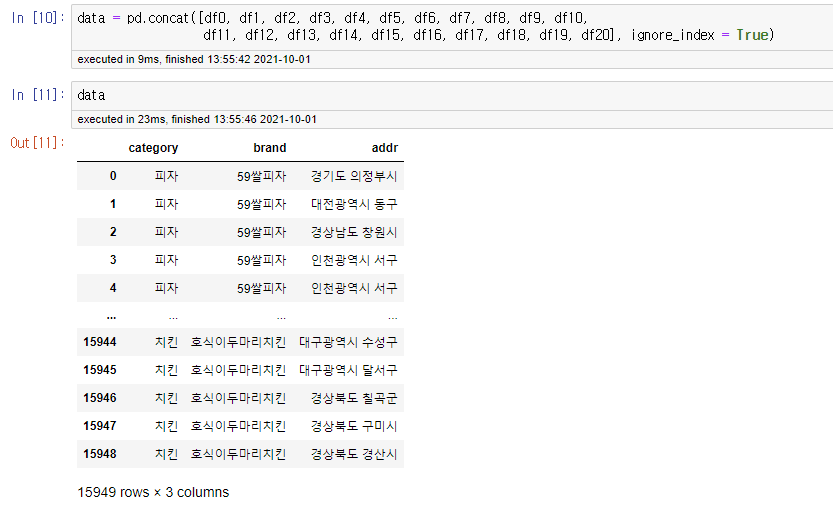 In [10]: data = pd.concat([df0, df1, df2, df3, df4, df5, df6, df7, df8, df9, df10,
df11, df12, df13, df14, df15, df16, df17, df18, df19, df20], ignore_index = True)
executed in 9ms, finished 13:55:42 2021-10-01
In [11]: data
executed in 23ms, finished 13:55:46 2021-10-01
Out[11]:
category brand addr
0 피자 59쌀피자 경기도 의정부시
1 피자 59쌀피자 대전광역시 동구
2 피자 59쌀피자 경상남도 창원시
3 피자 59쌀피자 인천광역시 서구
4 피자 59쌀피자 인천광역시 서구
... ... ... ...
15944 치킨 호식이두마리치킨 대구광역시 수성구
15945 치킨 호식이두마리치킨 대구광역시 달서구
15946 치킨 호식이두마리치킨 경상북도 칠곡군
15947 치킨 호식이두마리치킨 경상북도 구미시
15948 치킨 호식이두마리치킨 경상북도 경산시
15949 rows × 3 columns